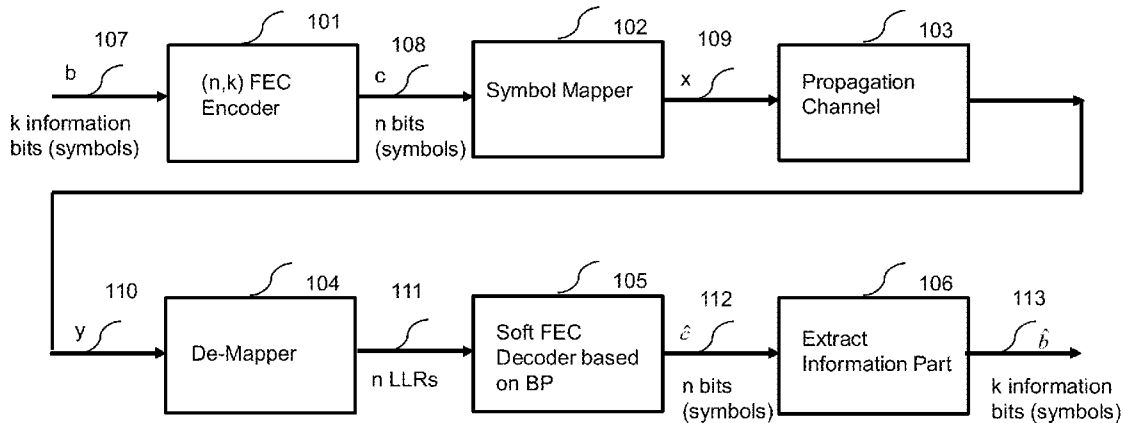 101
102
103
107
108
109
b
(n,k) FEC
Encoder
c
Symbol Mapper
x
Propagation
Channel
k information
bits (symbols)
n bits
(symbols)
110
104
111
105
112
106
113
y
De-Mapper
n LLRs
Soft FEC
Decoder based
on BP
ĉ
n bits
(symbols)
Extract
Information Part
b̂
k information
bits (symbols)